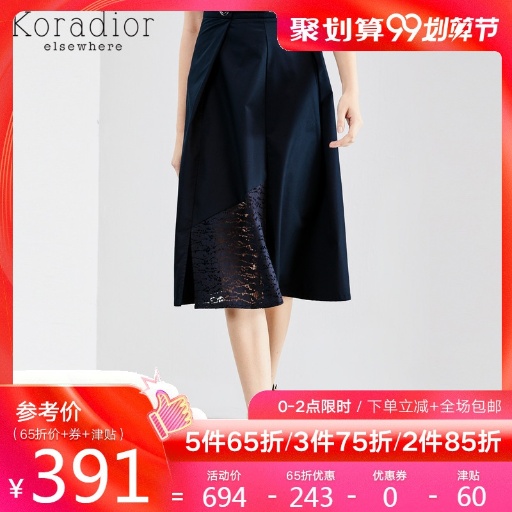 Koradior
elsewhere
聚划算 99划算节
参考价
(65折价+券+津贴)
¥391
0-2点限时 / 下单立减+全场包邮
5件65折/3件75折/2件85折
活动价 65折优惠 优惠券 津贴
= 694 - 243 - 0 - 60